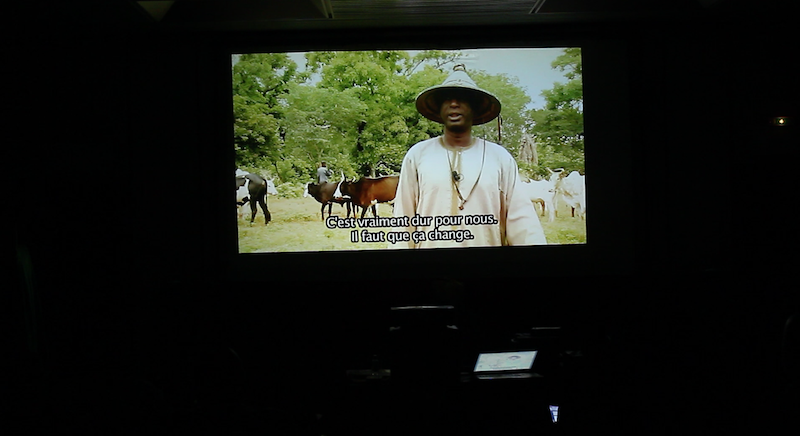 C'est vraiment dur pour nous.
Il faut que ça change.